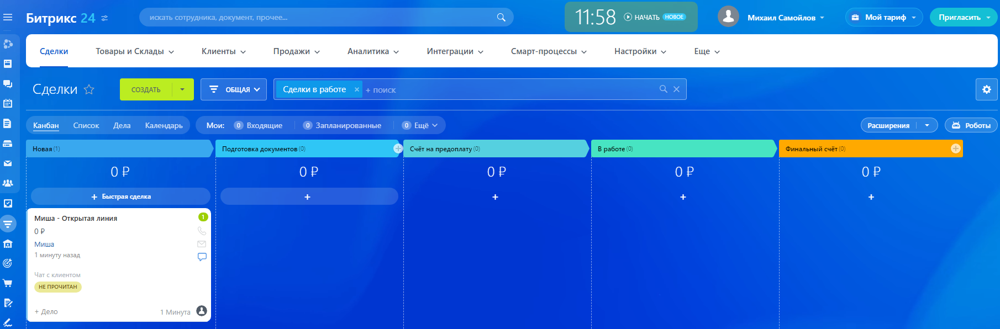 Битрикс 24
искать сотрудника, документ, прочее...
11:58 НАЧАТЬ НОВОЕ
Михаил Самойлов
Мой тариф
Пригласить
Сделки Товары и Склады Клиенты Продажи Аналитика Интеграции Смарт-процессы Настройки Еще
Сделки
СОЗДАТЬ
ОБЩАЯ
Сделки в работе × + поиск
Канбан Список Дела Календарь
Мои: 0 Входящие 0 Запланированные 0 Ещё
Расширения
Роботы
Новая (1)
0 ₽
+ Быстрая сделка
Миша - Открытая линия
1
0 ₽
Миша
1 минуту назад
Чат с клиентом
НЕ ПРОЧИТАН
+ Дело 1 Минута
Подготовка документов (0)
0 ₽
+
Счёт на предоплату (0)
0 ₽
+
В работе (0)
0 ₽
+
Финальный счёт (0)
0 ₽
+